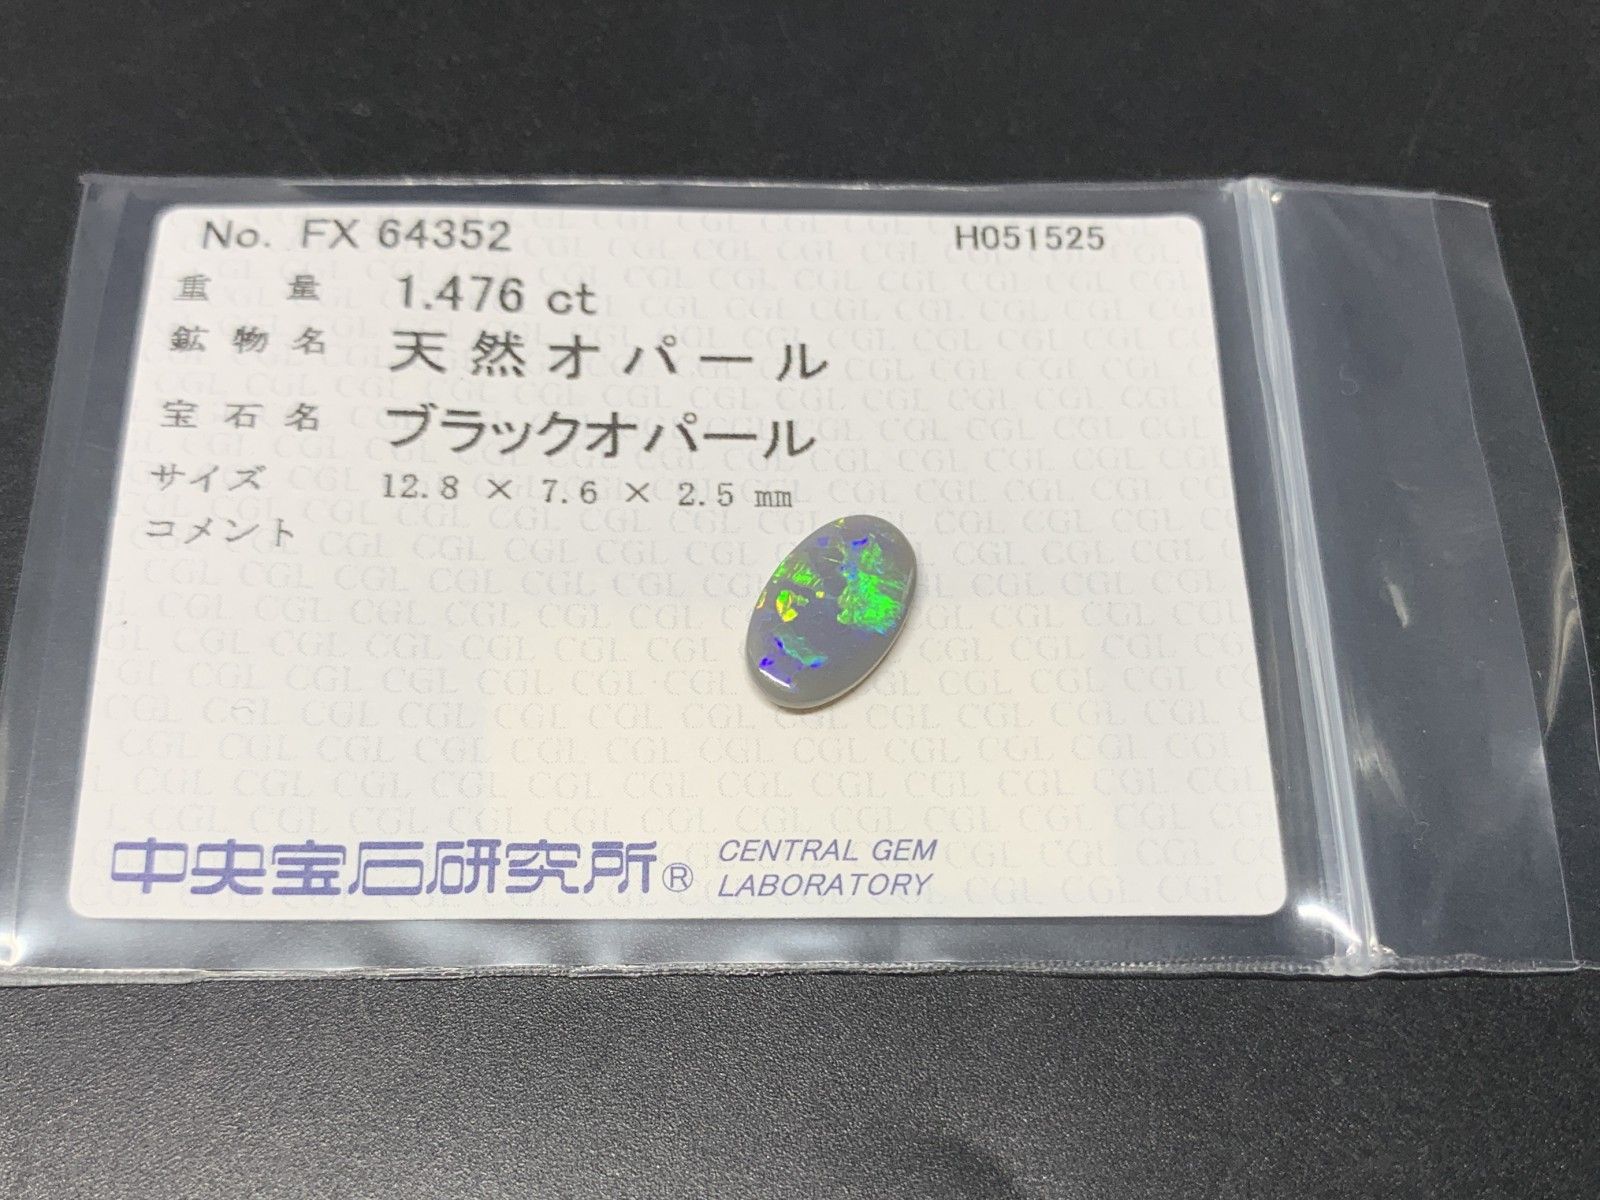 No. FX 64352 H051525
重量 1.476 ct
鉱物名 天然オパール
宝石名 ブラックオパール
サイズ 12.8 × 7.6 × 2.5 mm
コメント
中央宝石研究所® CENTRAL GEM
LABORATORY